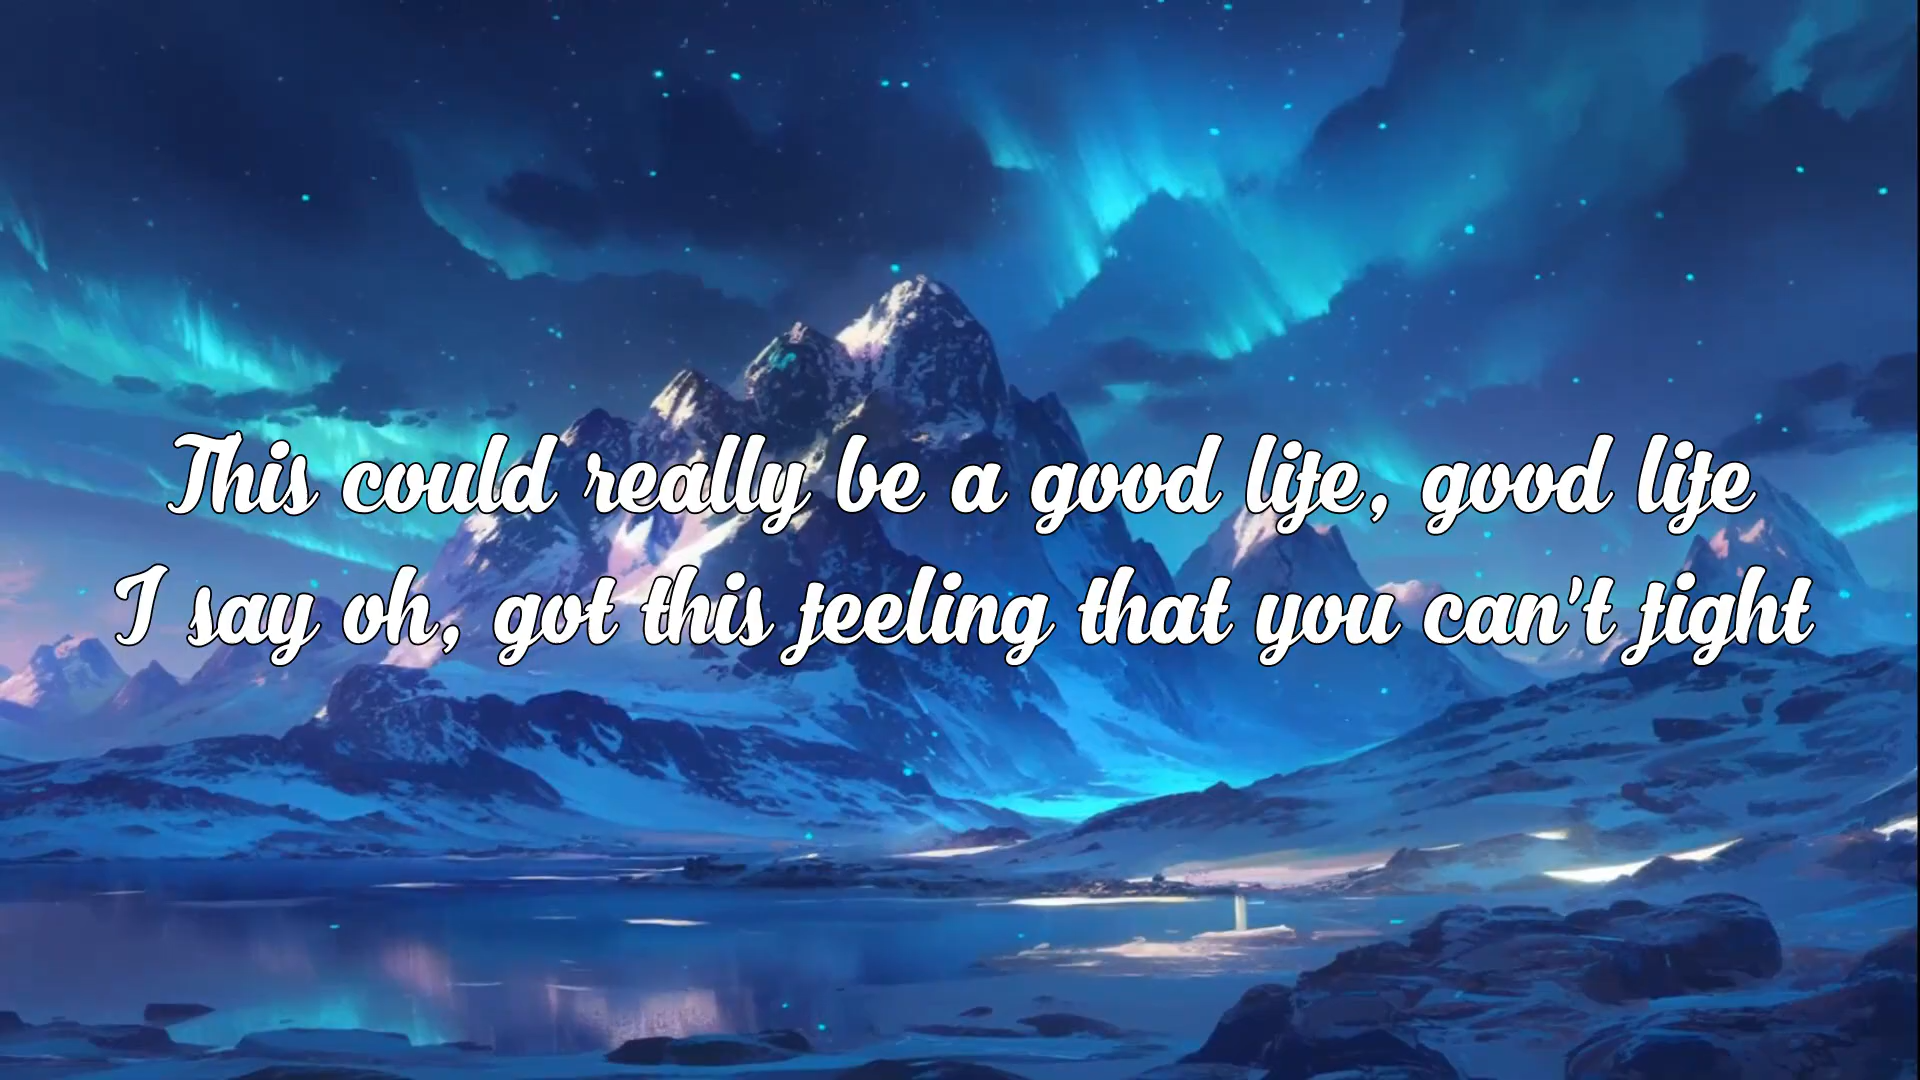 This could really be a good life, good life
I say oh, got this feeling that you can't fight